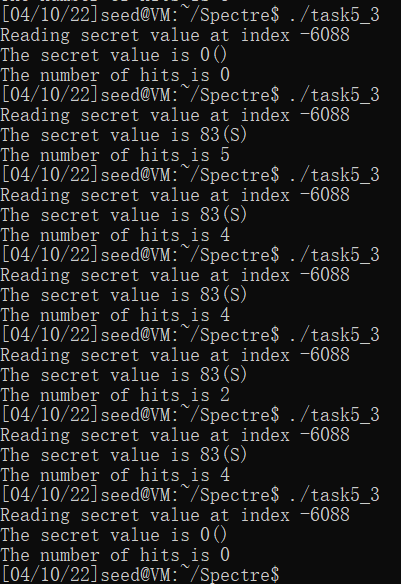 [04/10/22]seed@VM:~/Spectre$ ./task5_3
Reading secret value at index -6088
The secret value is 0()
The number of hits is 0
[04/10/22]seed@VM:~/Spectre$ ./task5_3
Reading secret value at index -6088
The secret value is 83(S)
The number of hits is 5
[04/10/22]seed@VM:~/Spectre$ ./task5_3
Reading secret value at index -6088
The secret value is 83(S)
The number of hits is 4
[04/10/22]seed@VM:~/Spectre$ ./task5_3
Reading secret value at index -6088
The secret value is 83(S)
The number of hits is 4
[04/10/22]seed@VM:~/Spectre$ ./task5_3
Reading secret value at index -6088
The secret value is 83(S)
The number of hits is 2
[04/10/22]seed@VM:~/Spectre$ ./task5_3
Reading secret value at index -6088
The secret value is 83(S)
The number of hits is 4
[04/10/22]seed@VM:~/Spectre$ ./task5_3
Reading secret value at index -6088
The secret value is 0()
The number of hits is 0
[04/10/22]seed@VM:~/Spectre$